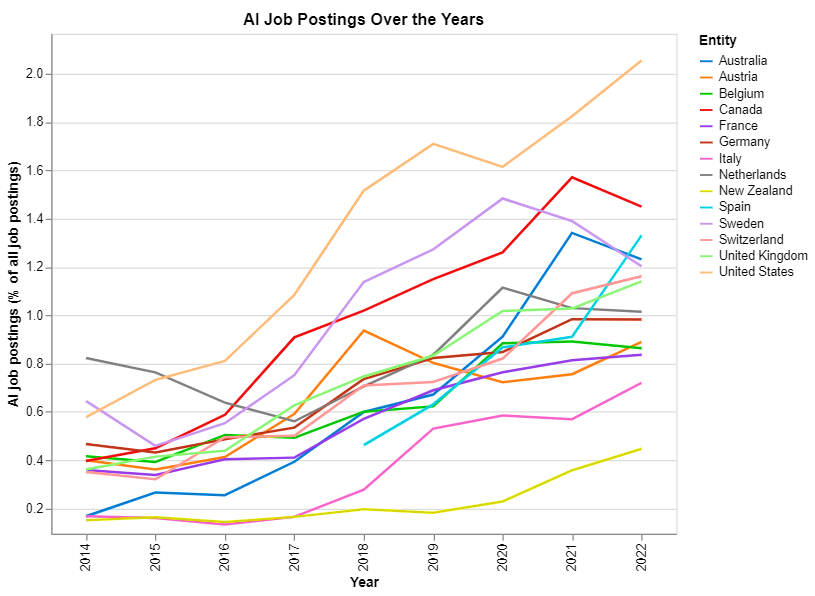 AI Job Postings Over the Years
AI job postings (% of all job postings)
2.0
1.8
1.6
1.4
1.2
1.0
0.8
0.6
0.4
0.2
2014
2015
2016
2017
2018
2019
2020
2021
2022
Year
Entity
Australia
Austria
Belgium
Canada
France
Germany
Italy
Netherlands
New Zealand
Spain
Sweden
Switzerland
United Kingdom
United States